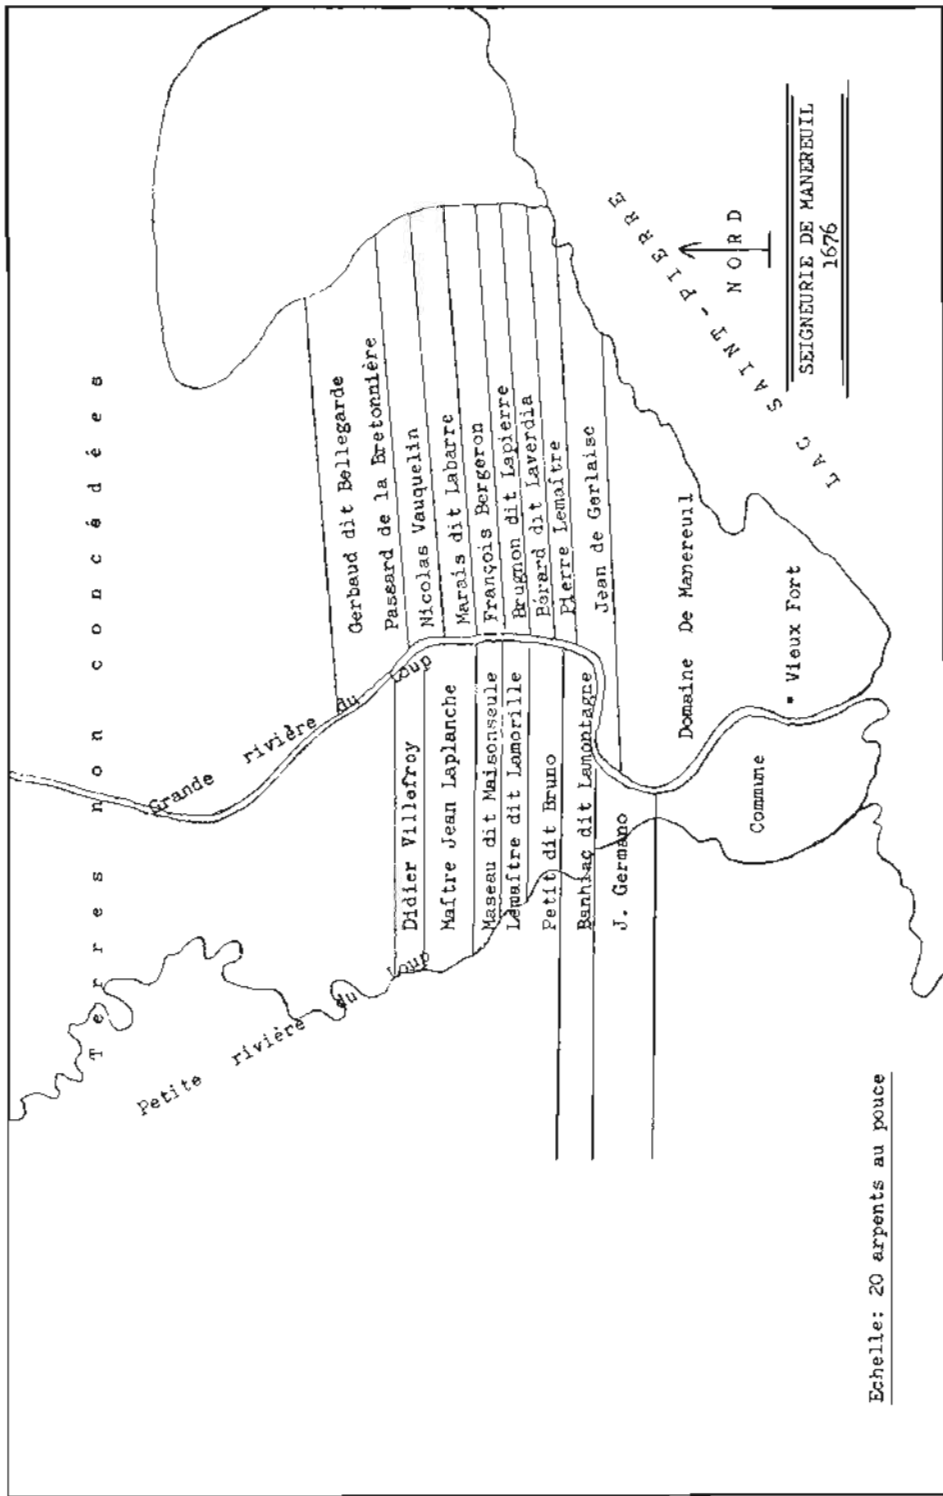 Terres non concédées
Petite rivière du Loup
Grande rivière du Loup
Didier Villefroy
Maître Jean Laplanche
Maseau dit Maisonseule
Lemaître dit Lamorille
Petit dit Bruno
Banhiac dit Lamontagne
J. Germano
Commune
Gerbaud dit Bellegarde
Passard de la Bretonnière
Nicolas Vauquelin
Marais dit Labarre
François Bergeron
Brugnon dit Lapierre
Bérard dit Laverdia
Pierre Lemaître
Jean de Gerlaise
Domaine De Manereuil
* Vieux Fort
LAC SAINT-PIERRE
NORD
SEIGNEURIE DE MANEREUIL
1676
Echelle: 20 arpents au pouce